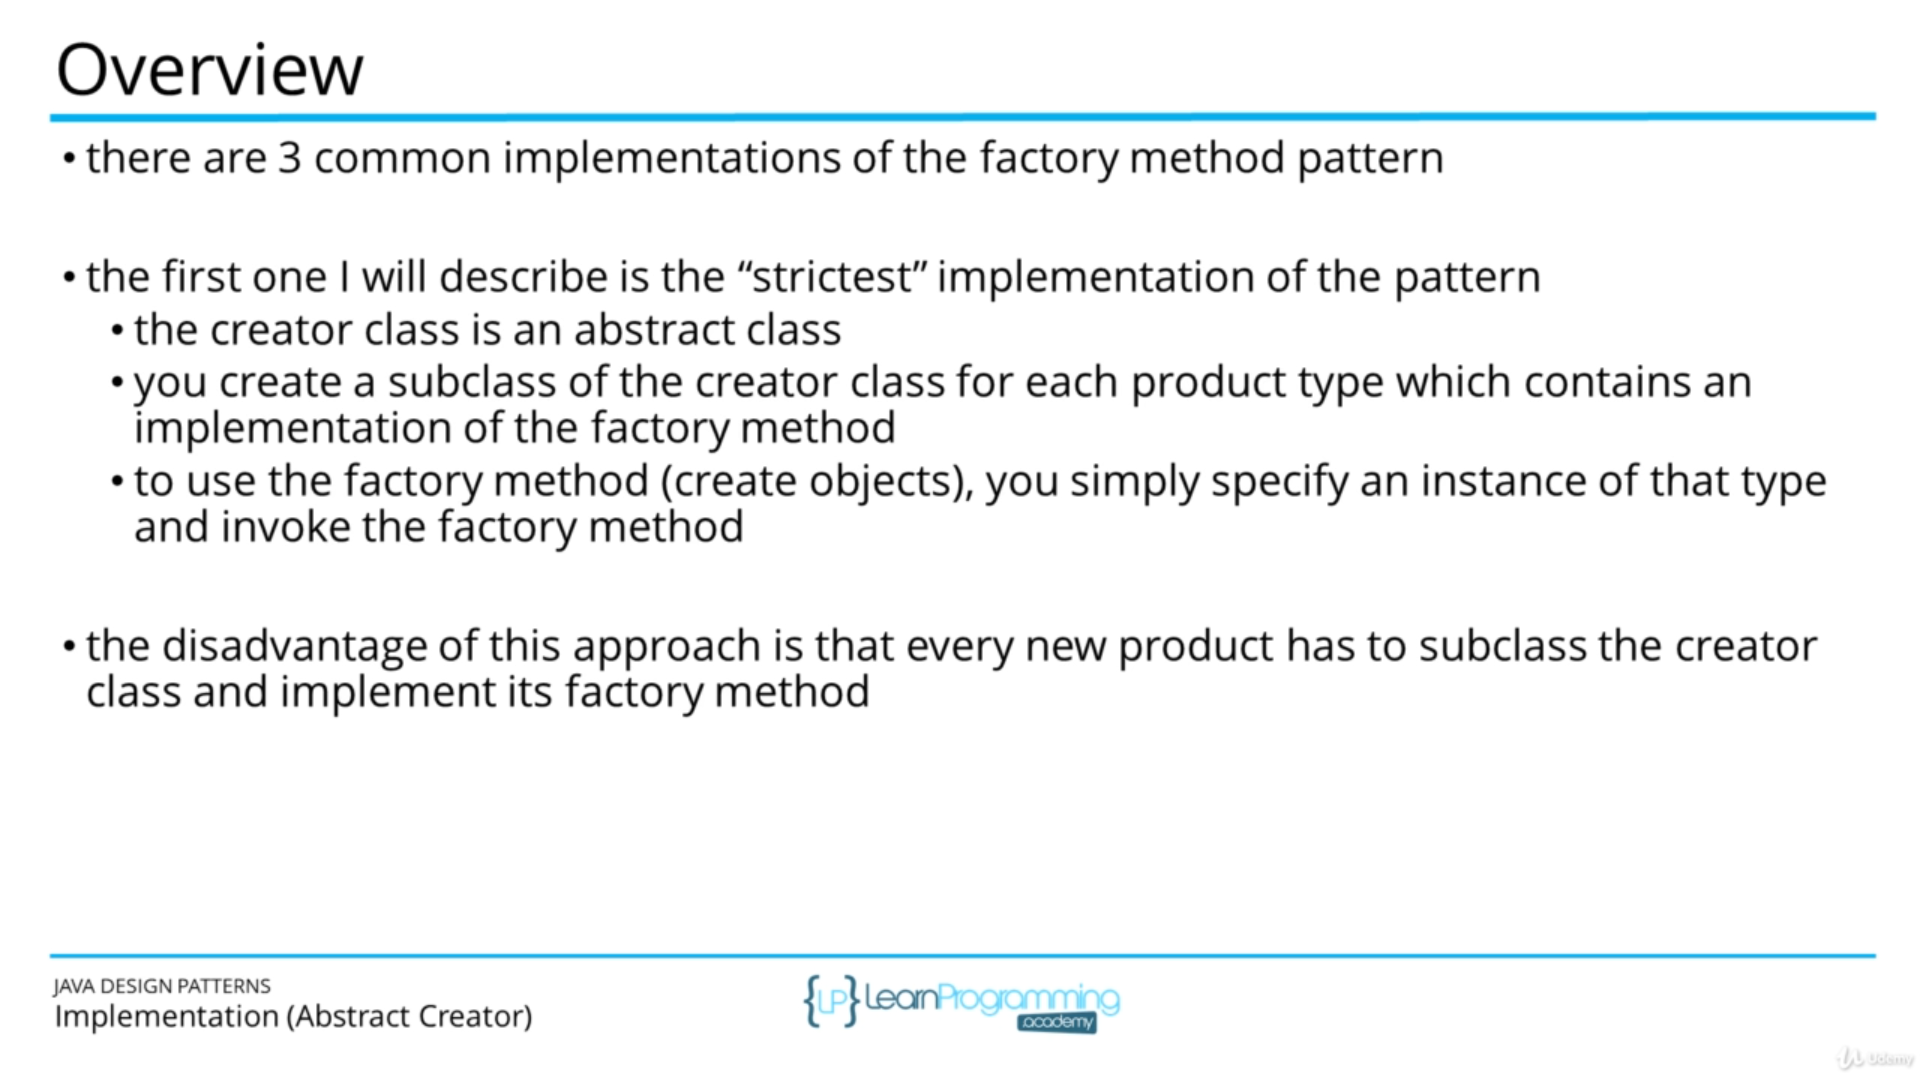 Overview
• there are 3 common implementations of the factory method pattern
• the first one I will describe is the “strictest” implementation of the pattern
• the creator class is an abstract class
• you create a subclass of the creator class for each product type which contains an
implementation of the factory method
• to use the factory method (create objects), you simply specify an instance of that type
and invoke the factory method
• the disadvantage of this approach is that every new product has to subclass the creator
class and implement its factory method
JAVA DESIGN PATTERNS
Implementation (Abstract Creator)
{LP} LearnProgramming
academy
Udemy